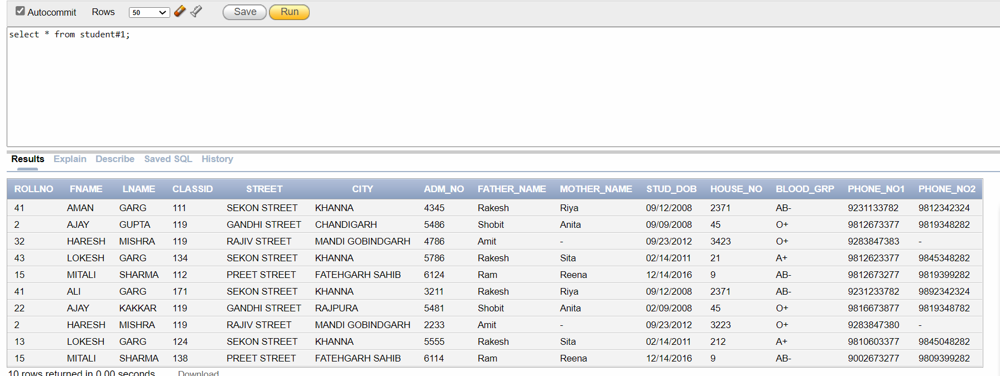 Autocommit Rows 50 Save Run
select * from student#1;
Results Explain Describe Saved SQL History
ROLLNO FNAME LNAME CLASSID STREET CITY ADM_NO FATHER_NAME MOTHER_NAME STUD_DOB HOUSE_NO BLOOD_GRP PHONE_NO1 PHONE_NO2
41 AMAN GARG 111 SEKON STREET KHANNA 4345 Rakesh Riya 09/12/2008 2371 AB- 9231133782 9812342324
2 AJAY GUPTA 119 GANDHI STREET CHANDIGARH 5486 Shobit Anita 09/09/2008 45 O+ 9812673377 9819348282
32 HARESH MISHRA 119 RAJIV STREET MANDI GOBINDGARH 4786 Amit - 09/23/2012 3423 O+ 9283847383 -
43 LOKESH GARG 134 SEKON STREET KHANNA 5786 Rakesh Sita 02/14/2011 21 A+ 9812623377 9845348282
15 MITALI SHARMA 112 PREET STREET FATEHGARH SAHIB 6124 Ram Reena 12/14/2016 9 AB- 9812673277 9819399282
41 ALI GARG 171 SEKON STREET KHANNA 3211 Rakesh Riya 09/12/2008 2371 AB- 9231233782 9892342324
22 AJAY KAKKAR 119 GANDHI STREET RAJPURA 5481 Shobit Anita 02/09/2008 45 O+ 9816673877 9819348782
2 HARESH MISHRA 119 RAJIV STREET MANDI GOBINDGARH 2233 Amit - 09/23/2012 3223 O+ 9283847380 -
13 LOKESH GARG 124 SEKON STREET KHANNA 5555 Rakesh Sita 02/14/2011 212 A+ 9810603377 9845048282
15 MITALI SHARMA 138 PREET STREET FATEHGARH SAHIB 6114 Ram Reena 12/14/2016 9 AB- 9002673277 9809399282
10 rows returned in 0.00 seconds Download